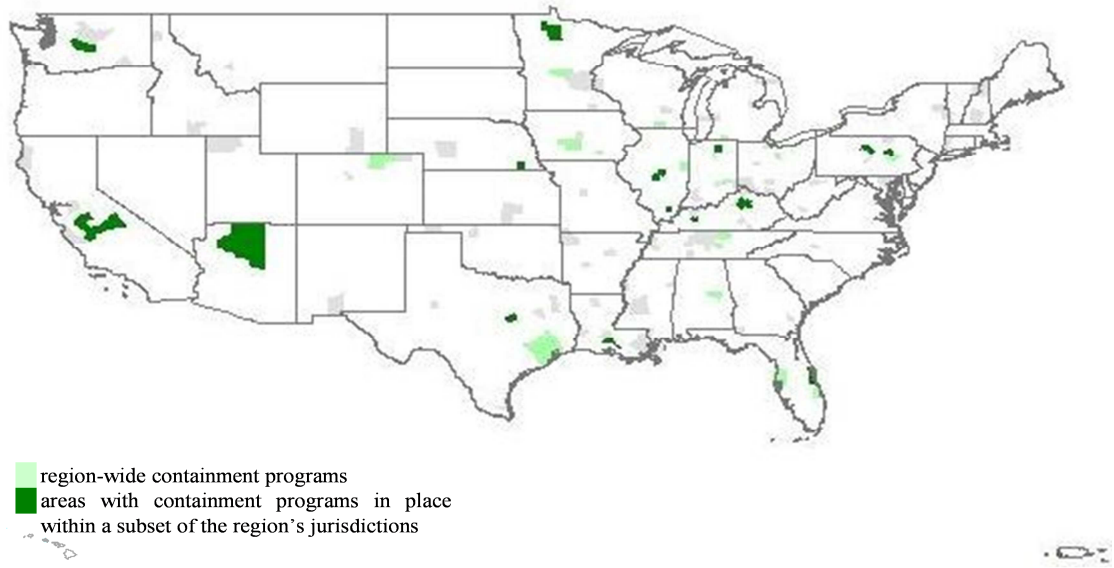 region-wide containment programs
areas with containment programs in place
within a subset of the region’s jurisdictions